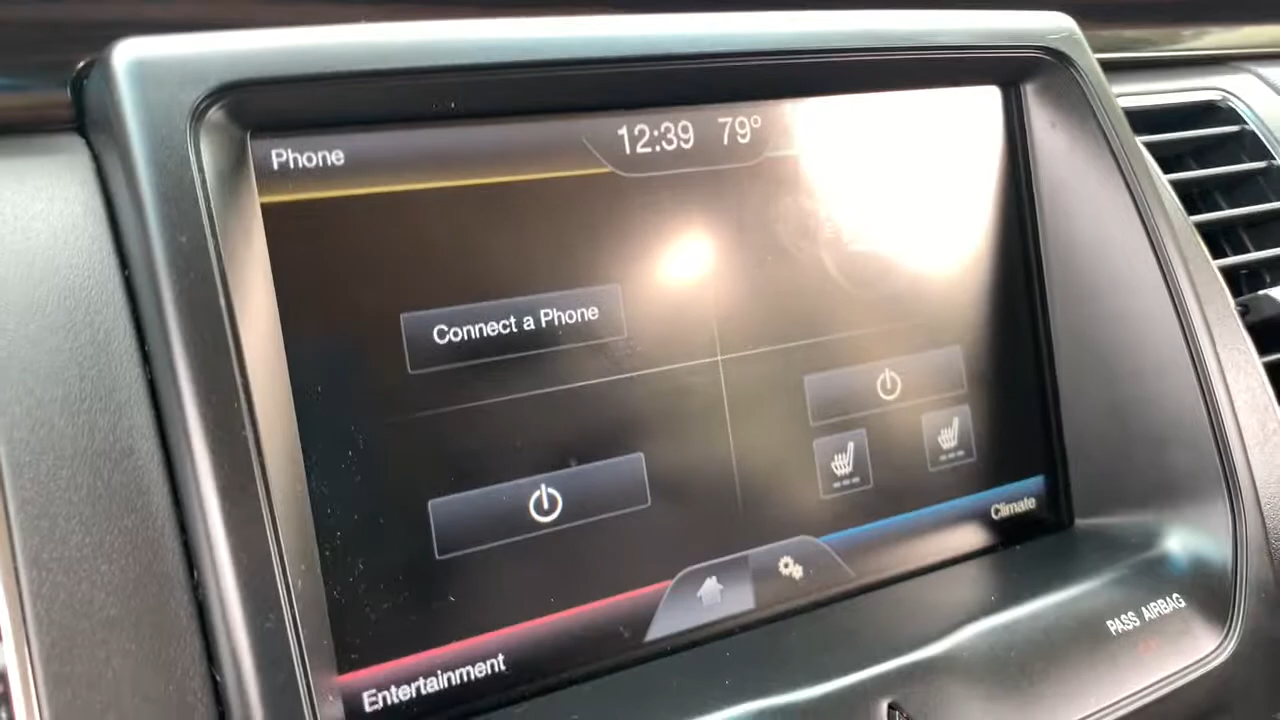 Phone
12:39 79°
Connect a Phone
Climate
Entertainment
PASS AIRBAG